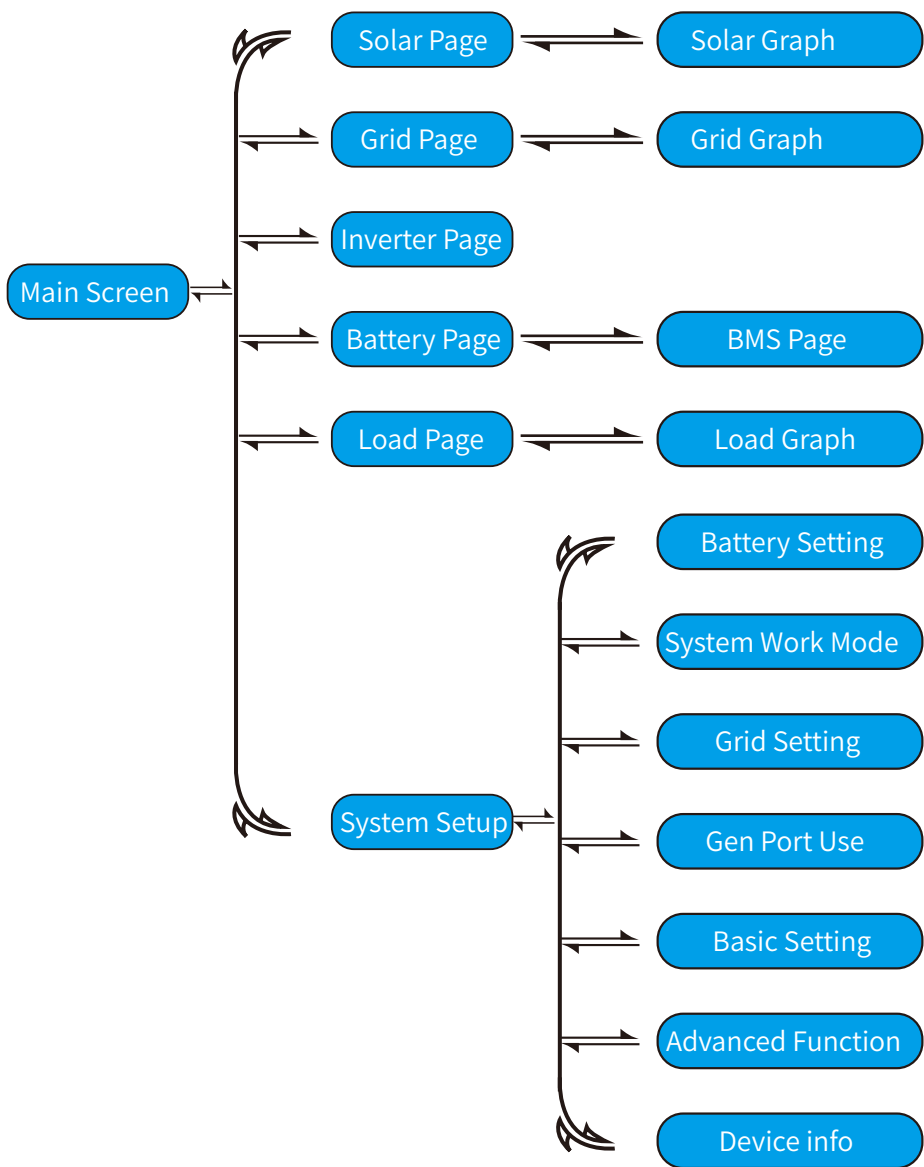 Solar Page
Solar Graph
Grid Page
Grid Graph
Inverter Page
Main Screen
Battery Page
BMS Page
Load Page
Load Graph
Battery Setting
System Work Mode
Grid Setting
System Setup
Gen Port Use
Basic Setting
Advanced Function
Device info